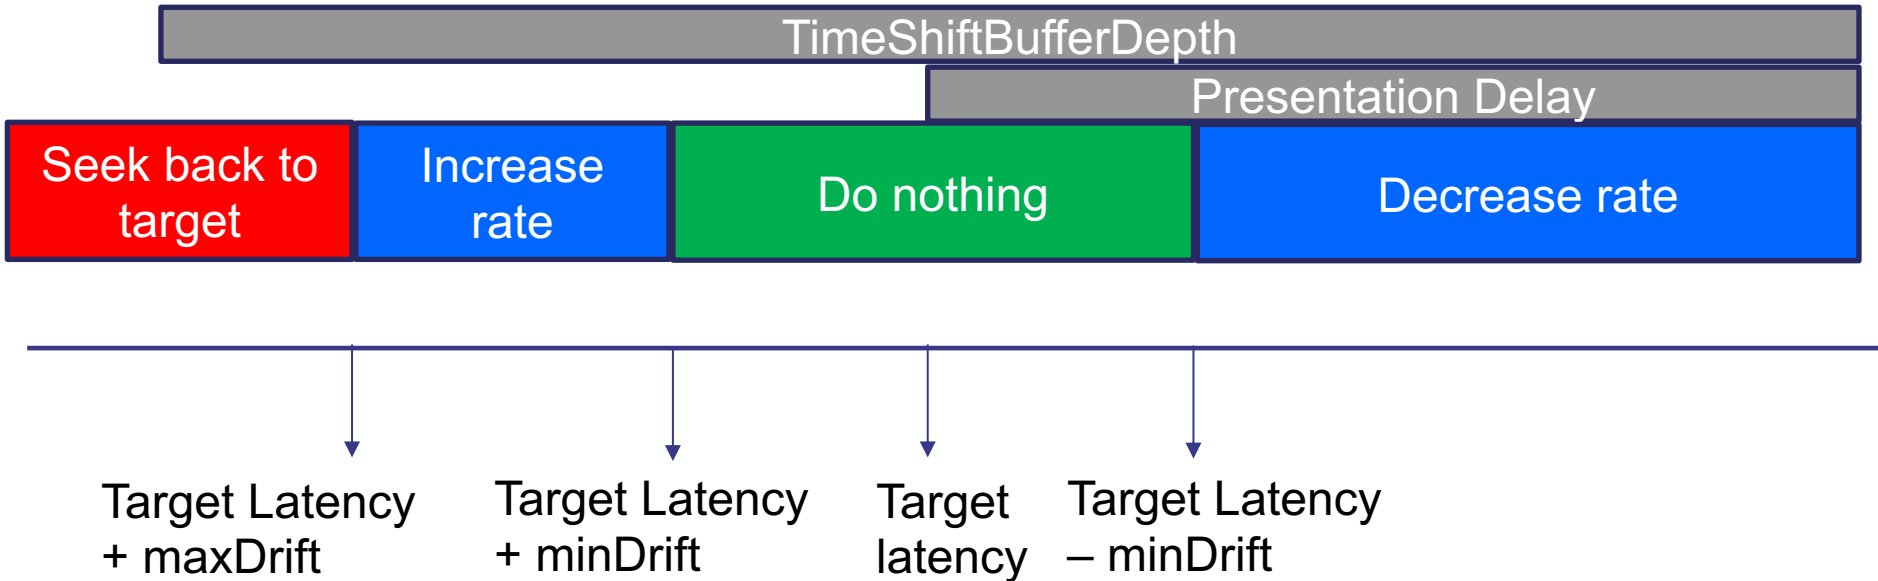 TimeShiftBufferDepth
Presentation Delay
Seek back to
target
Increase
rate
Do nothing
Decrease rate
Target Latency
+ maxDrift
Target Latency
+ minDrift
Target
latency
Target Latency
– minDrift